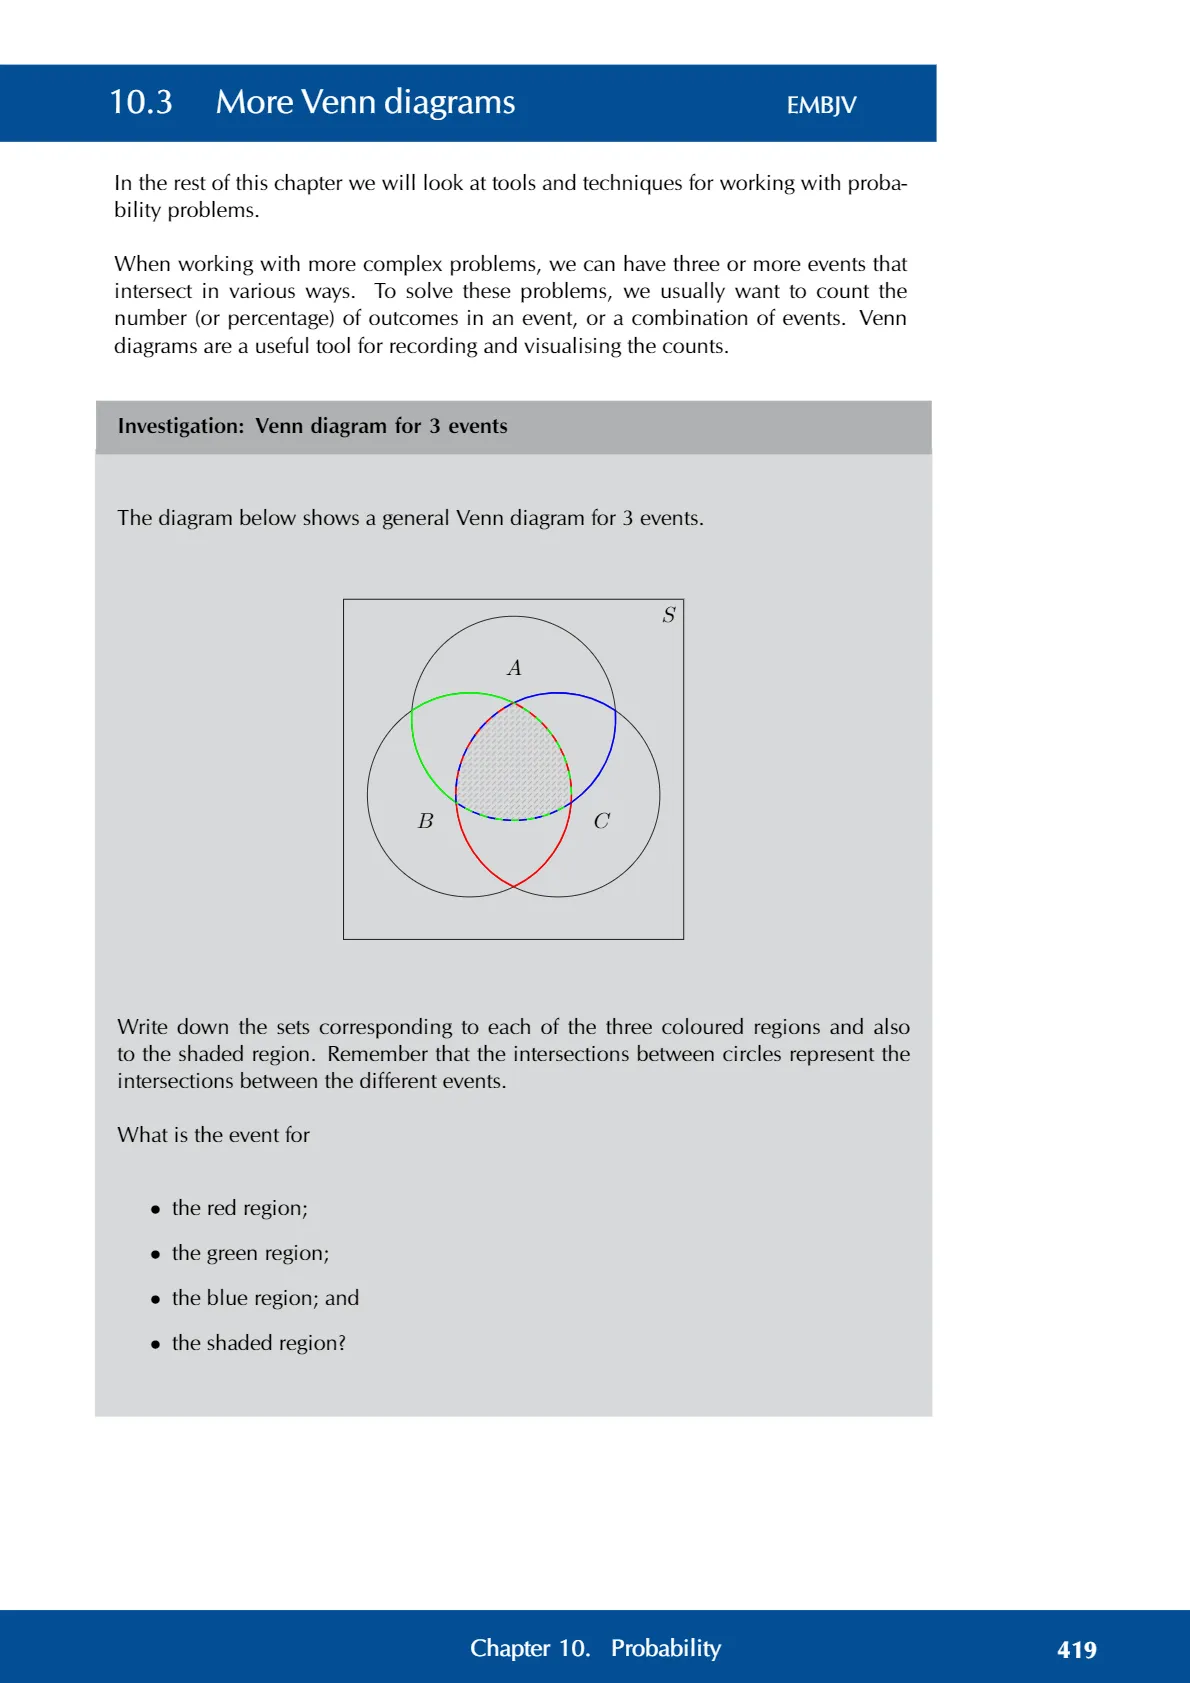 10.3 More Venn diagrams EMBJV
In the rest of this chapter we will look at tools and techniques for working with proba-
bility problems.
When working with more complex problems, we can have three or more events that
intersect in various ways. To solve these problems, we usually want to count the
number (or percentage) of outcomes in an event, or a combination of events. Venn
diagrams are a useful tool for recording and visualising the counts.
Investigation: Venn diagram for 3 events
The diagram below shows a general Venn diagram for 3 events.
S
A
B C
Write down the sets corresponding to each of the three coloured regions and also
to the shaded region. Remember that the intersections between circles represent the
intersections between the different events.
What is the event for
• the red region;
• the green region;
• the blue region; and
• the shaded region?
Chapter 10. Probability 419